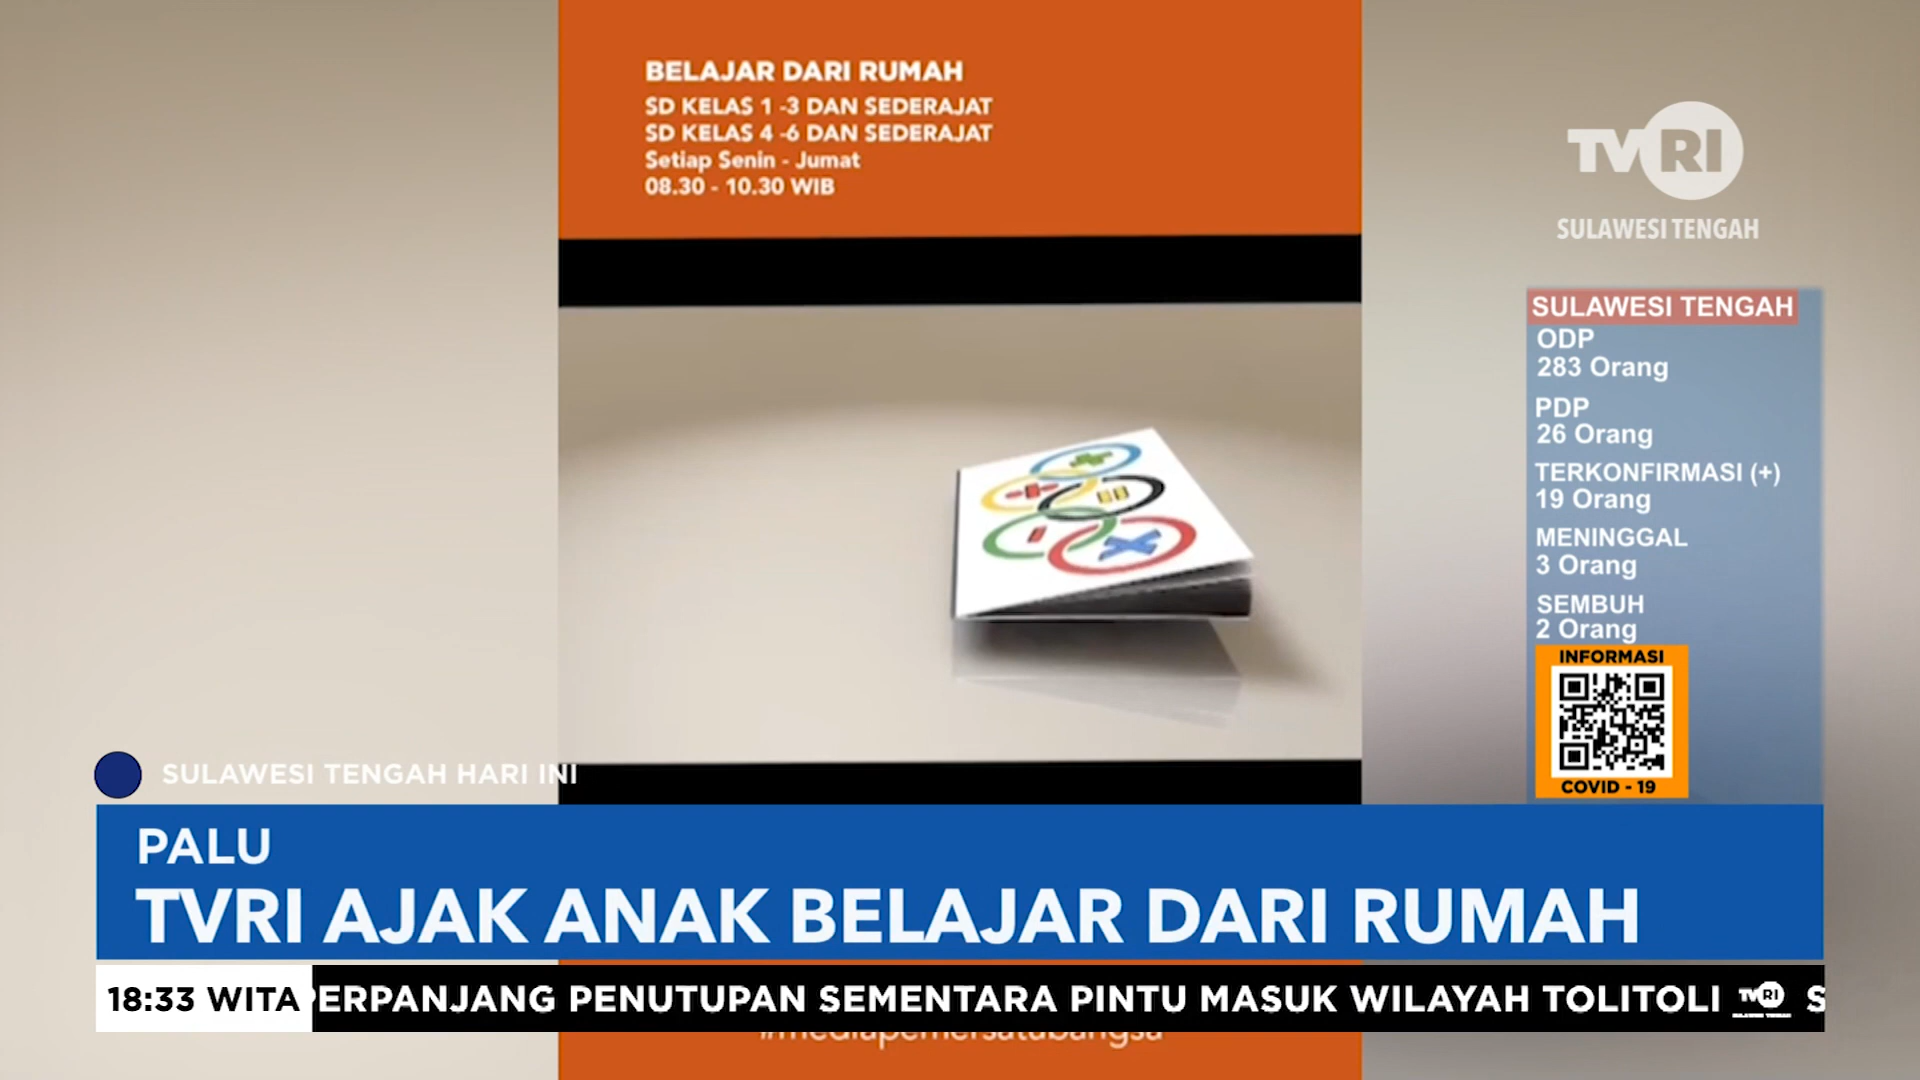 BELAJAR DARI RUMAH
SD KELAS 1 -3 DAN SEDERAJAT
SD KELAS 4 -6 DAN SEDERAJAT
Setiap Senin - Jumat
08.30 - 10.30 WIB
TVRI
SULAWESI TENGAH
SULAWESI TENGAH
ODP
283 Orang
PDP
26 Orang
TERKONFIRMASI (+)
19 Orang
MENINGGAL
3 Orang
SEMBUH
2 Orang
INFORMASI
COVID - 19
SULAWESI TENGAH HARI INI
PALU
TVRI AJAK ANAK BELAJAR DARI RUMAH
18:33 WITA
PERPANJANG PENUTUPAN SEMENTARA PINTU MASUK WILAYAH TOLITOLI TVRI S
#mediapemersatubangsa